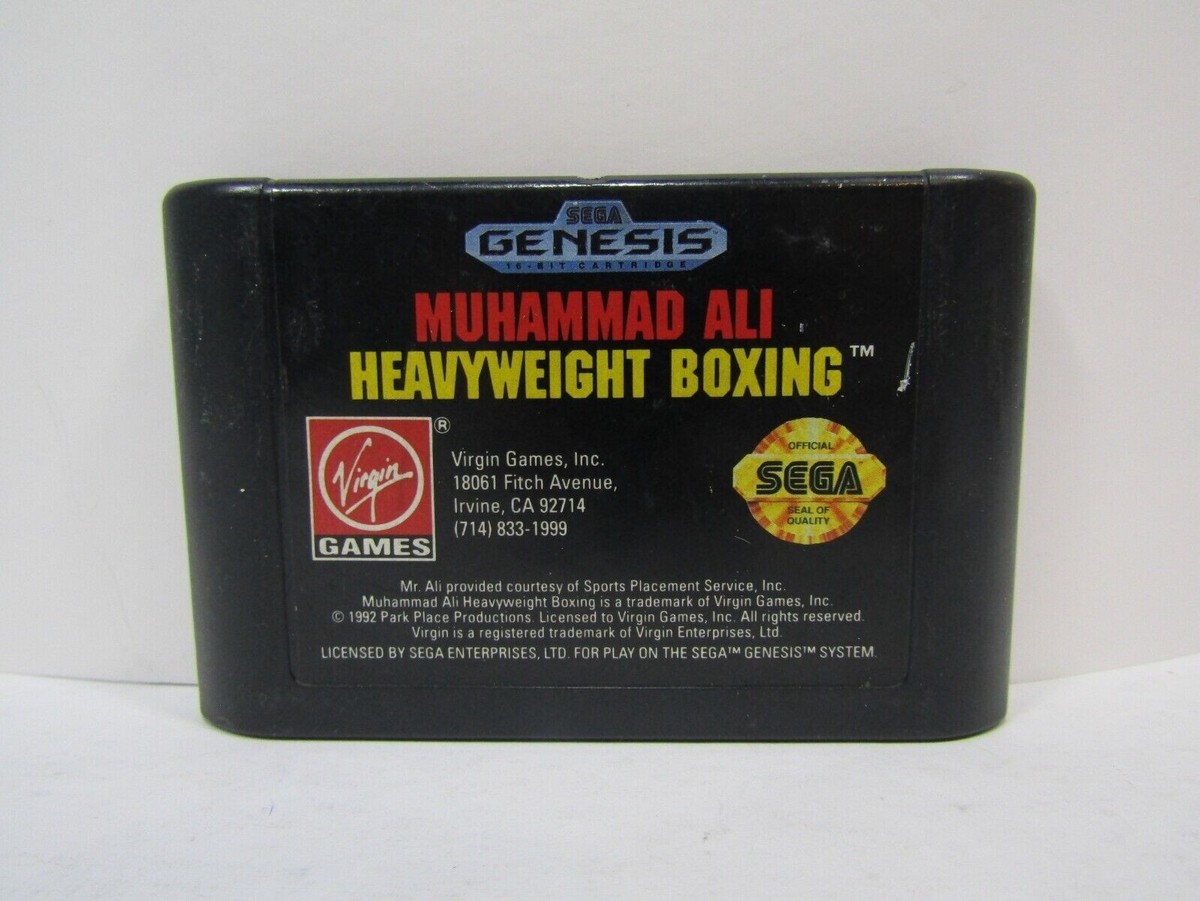 SEGA
GENESIS
16-BIT CARTRIDGE
MUHAMMAD ALI
HEAVYWEIGHT BOXING™
Virgin ®
GAMES
Virgin Games, Inc.
18061 Fitch Avenue,
Irvine, CA 92714
(714) 833-1999
OFFICIAL
SEGA
SEAL OF
QUALITY
Mr. Ali provided courtesy of Sports Placement Service, Inc.
Muhammad Ali Heavyweight Boxing is a trademark of Virgin Games, Inc.
© 1992 Park Place Productions. Licensed to Virgin Games, Inc. All rights reserved.
Virgin is a registered trademark of Virgin Enterprises, Ltd.
LICENSED BY SEGA ENTERPRISES, LTD. FOR PLAY ON THE SEGA™ GENESIS™ SYSTEM.